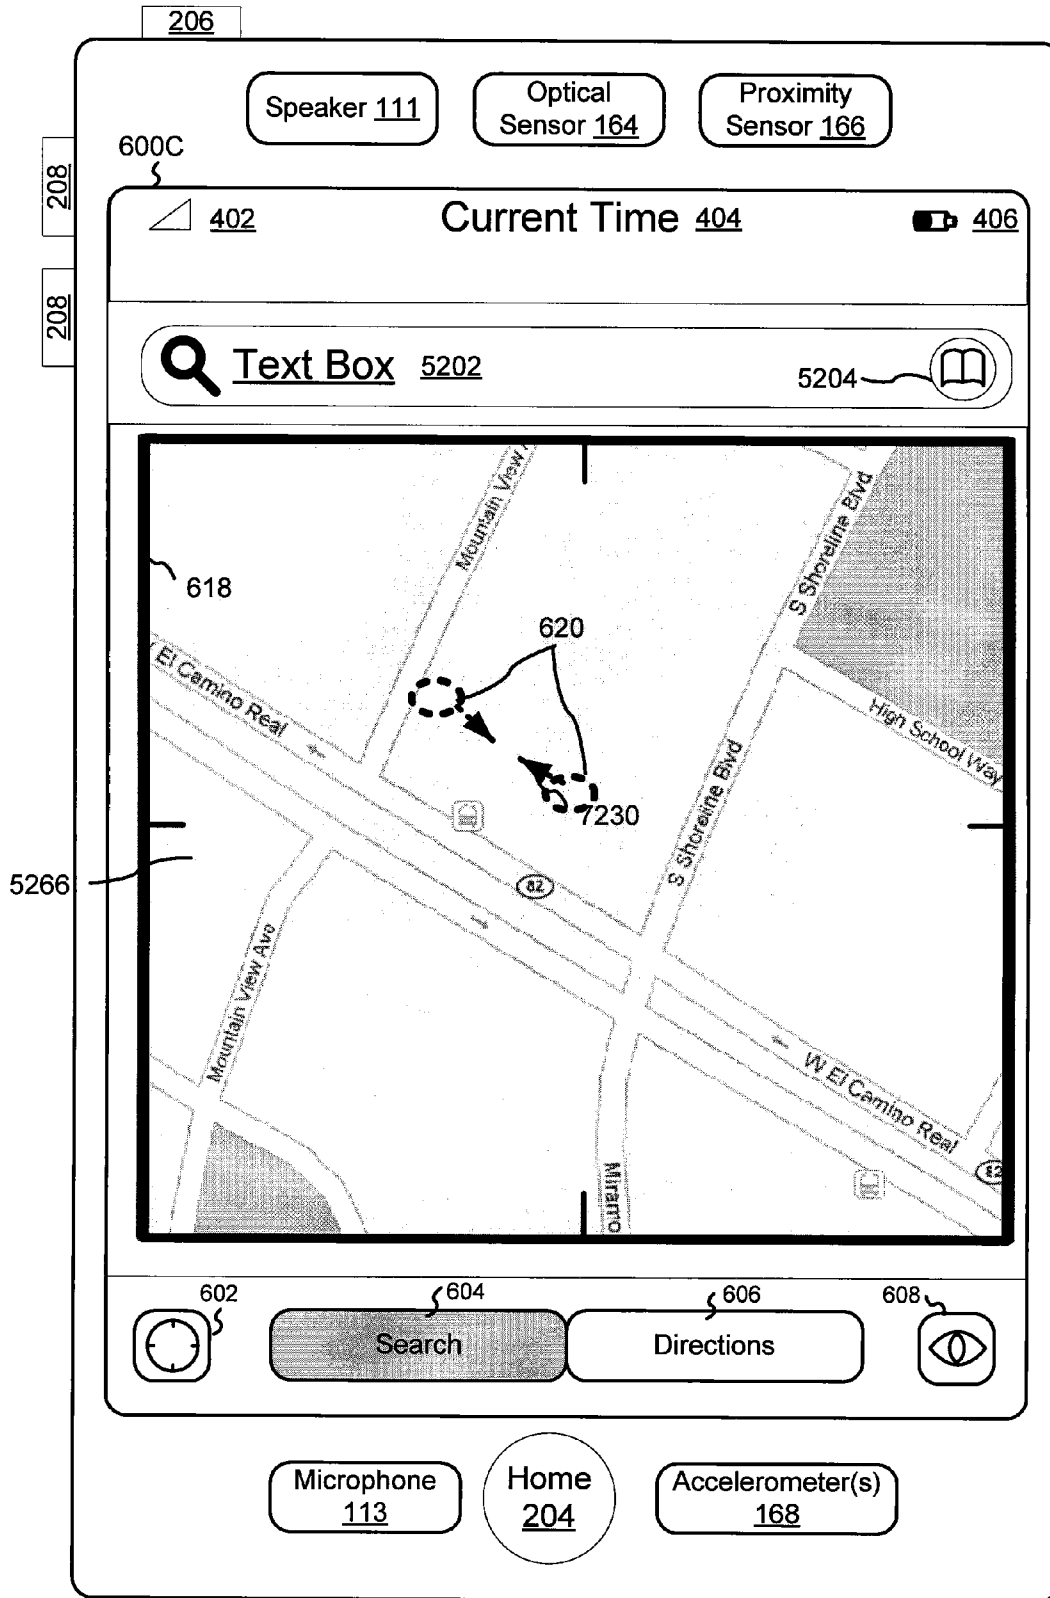 206
Speaker 111
Optical
Sensor 164
Proximity
Sensor 166
600C
208
208
402
Current Time 404
406
Text Box 5202
5204
Mountain View
S Shoreline Blvd
618
620
El Camino Real
High School Way
7230
S Shoreline Blvd
5266
82
Mountain View Ave
W El Camino Real
82
Miramo
602
604
606
608
Search
Directions
Microphone
113
Home
204
Accelerometer(s)
168